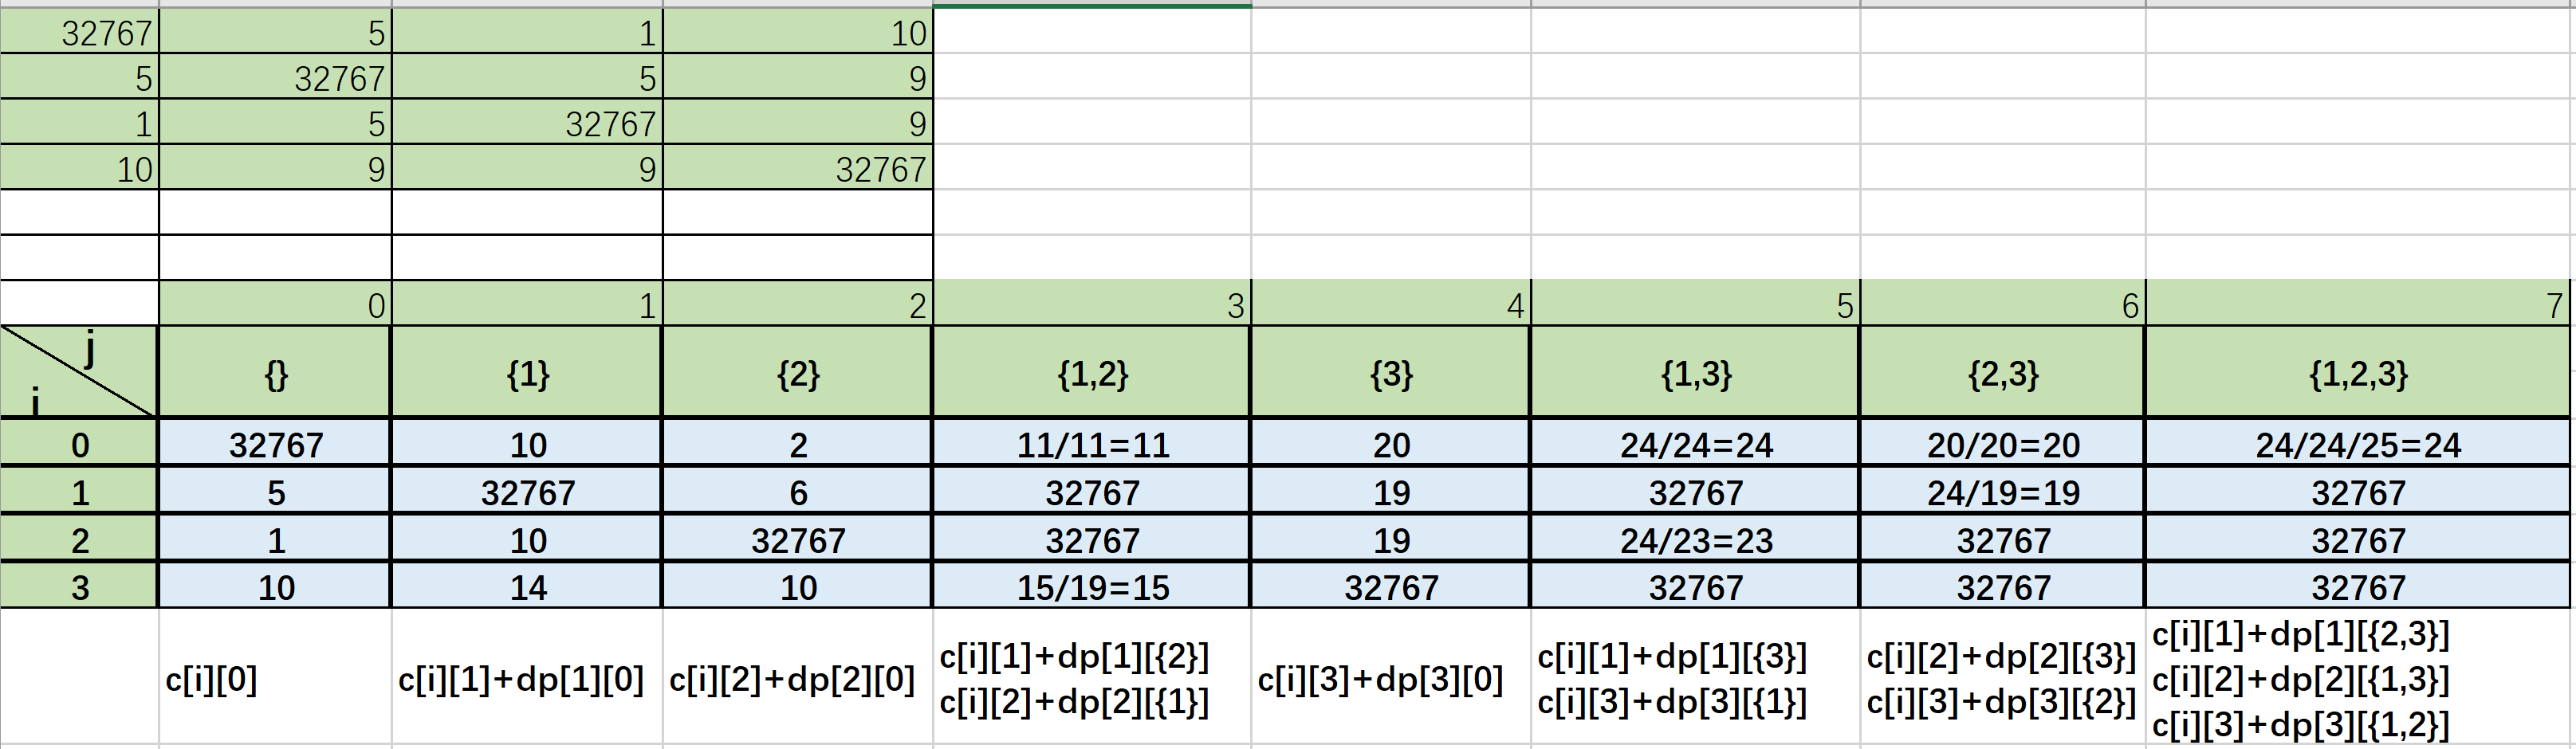 32767 5 1 10
5 32767 5 9
1 5 32767 9
10 9 9 32767
0 1 2 3 4 5 6 7
j
i
{} {1} {2} {1,2} {3} {1,3} {2,3} {1,2,3}
0 32767 10 2 11/11=11 20 24/24=24 20/20=20 24/24/25=24
1 5 32767 6 32767 19 32767 24/19=19 32767
2 1 10 32767 32767 19 24/23=23 32767 32767
3 10 14 10 15/19=15 32767 32767 32767 32767
c[i][0]
c[i][1]+dp[1][0]
c[i][2]+dp[2][0]
c[i][1]+dp[1][{2}]
c[i][2]+dp[2][{1}]
c[i][3]+dp[3][0]
c[i][1]+dp[1][{3}]
c[i][3]+dp[3][{1}]
c[i][2]+dp[2][{3}]
c[i][3]+dp[3][{2}]
c[i][1]+dp[1][{2,3}]
c[i][2]+dp[2][{1,3}]
c[i][3]+dp[3][{1,2}]